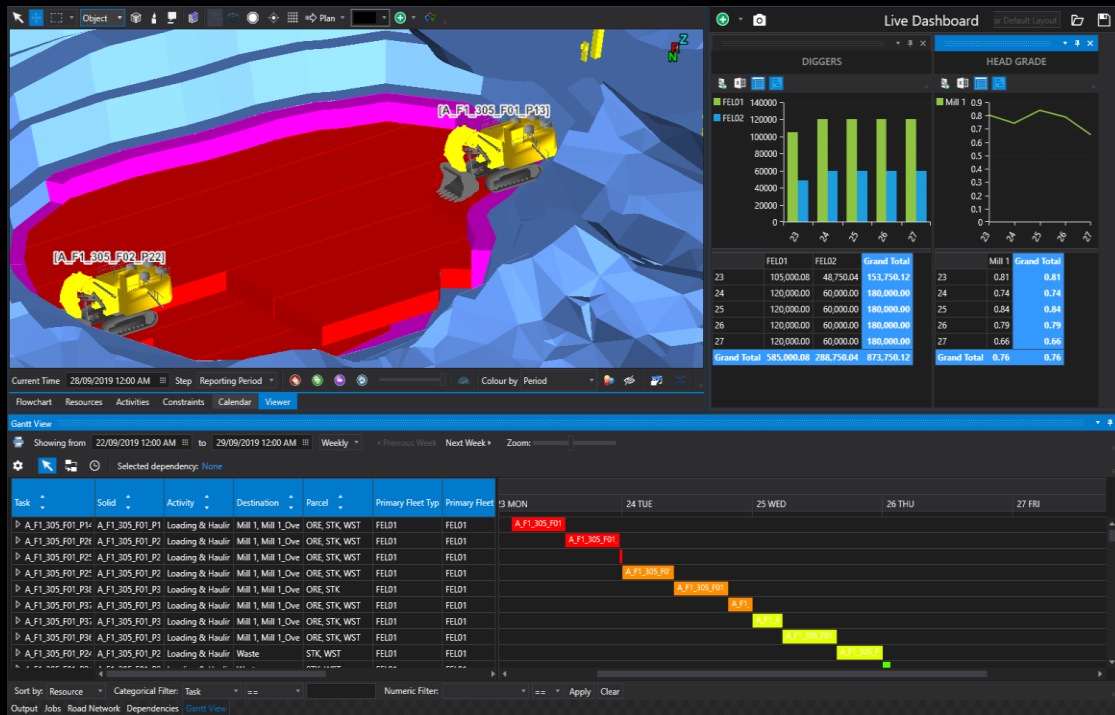 Object
Plan
Live Dashboard
Default Layout
Z
F
N
[A_F1_305_F01_P13]
[A_F1_305_F02_P22]
DIGGERS
FEL01
FEL02
140000
120000
100000
80000
60000
40000
20000
0
23 24 25 26 27
FEL01 FEL02 Grand Total
23 105,000.08 48,750.04 153,750.12
24 120,000.00 60,000.00 180,000.00
25 120,000.00 60,000.00 180,000.00
26 120,000.00 60,000.00 180,000.00
27 120,000.00 60,000.00 180,000.00
Grand Total 585,000.08 288,750.04 873,750.12
HEAD GRADE
Mill 1
0.9
0.8
0.7
0.6
0.5
0.4
0.3
0.2
0.1
0
23 24 25 26 27
Mill 1 Grand Total
23 0.81 0.81
24 0.74 0.74
25 0.84 0.84
26 0.79 0.79
27 0.66 0.66
Grand Total 0.76 0.76
Current Time 28/09/2019 12:00 AM Step Reporting Period Colour by Period
Flowchart Resources Activities Constraints Calendar Viewer
Gantt View
Showing from 22/09/2019 12:00 AM to 29/09/2019 12:00 AM Weekly Previous Week Next Week Zoom:
Selected dependency: None
Task Solid Activity Destination Parcel Primary Fleet Typ Primary Fleet 23 MON 24 TUE 25 WED 26 THU 27 FRI
A_F1_305_F01_P14 A_F1_305_F01_P1 Loading & Haulin Mill 1, Mill 1_Ove ORE, STK, WST FEL01 FEL01 A_F1_305_F01
A_F1_305_F01_P26 A_F1_305_F01_P2 Loading & Haulin Mill 1, Mill 1_Ove ORE, STK, WST FEL01 FEL01 A_F1_305_F01
A_F1_305_F01_P25 A_F1_305_F01_P2 Loading & Haulin Mill 1, Mill 1_Ove ORE, STK, WST FEL01 FEL01
A_F1_305_F01_P25 A_F1_305_F01_P2 Loading & Haulin Mill 1, Mill 1_Ove ORE, STK, WST FEL01 FEL01 A_F1_305_F0
A_F1_305_F01_P38 A_F1_305_F01_P3 Loading & Haulin Mill 1, Mill 1_Ove ORE, STK FEL01 FEL01 A_F1_305_F01
A_F1_305_F01_P37 A_F1_305_F01_P3 Loading & Haulin Mill 1, Mill 1_Ove ORE, STK, WST FEL01 FEL01 A_F1_
A_F1_305_F01_P37 A_F1_305_F01_P3 Loading & Haulin Mill 1, Mill 1_Ove ORE, STK, WST FEL01 FEL01 A_F1_3
A_F1_305_F01_P36 A_F1_305_F01_P3 Loading & Haulin Mill 1, Mill 1_Ove ORE, STK, WST FEL01 FEL01 A_F1_305_F01
A_F1_305_F01_P24 A_F1_305_F01_P2 Loading & Haulin Waste STK, WST FEL01 FEL01 A_F1_305_F
Sort by: Resource Categorical Filter: Task == Numeric Filter: == Apply Clear
Output Jobs Road Network Dependencies Gantt View